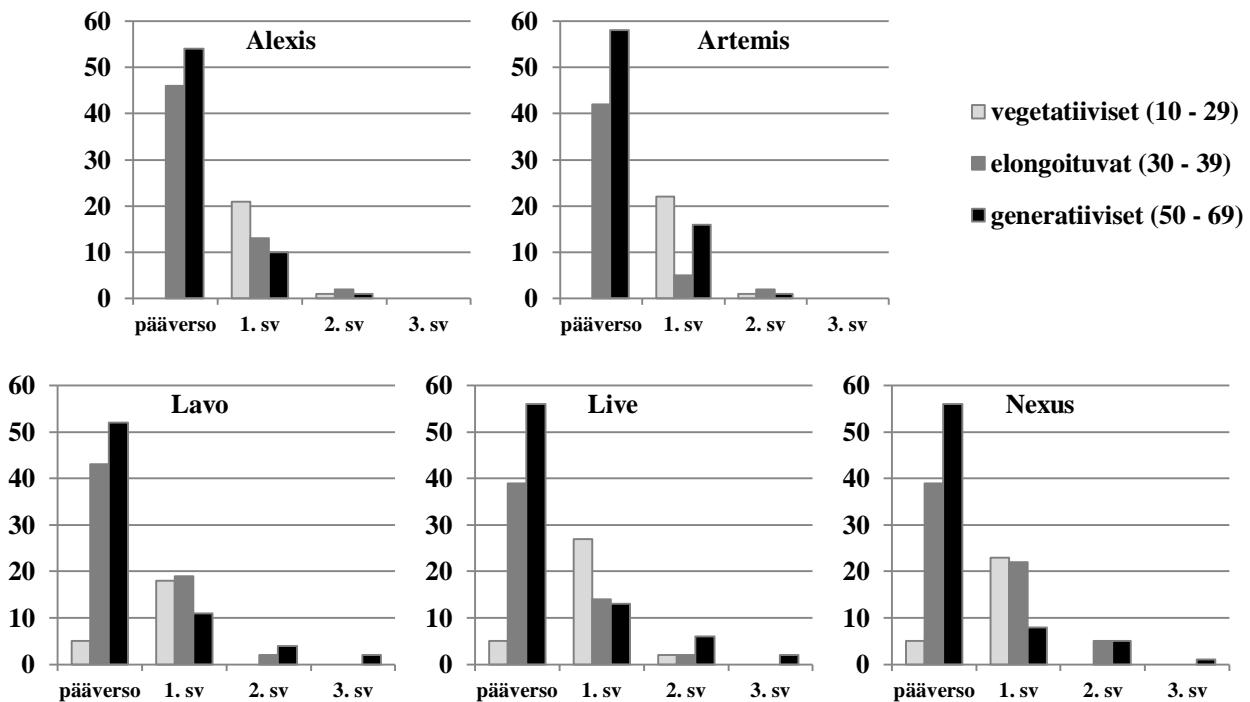 Alexis
60
50
40
30
20
10
0
pääverso 1. sv 2. sv 3. sv
Artemis
60
50
40
30
20
10
0
pääverso 1. sv 2. sv 3. sv
vegetatiiviset (10 - 29)
elongoituvat (30 - 39)
generatiiviset (50 - 69)
Lavo
60
50
40
30
20
10
0
pääverso 1. sv 2. sv 3. sv
Live
60
50
40
30
20
10
0
pääverso 1. sv 2. sv 3. sv
Nexus
60
50
40
30
20
10
0
pääverso 1. sv 2. sv 3. sv